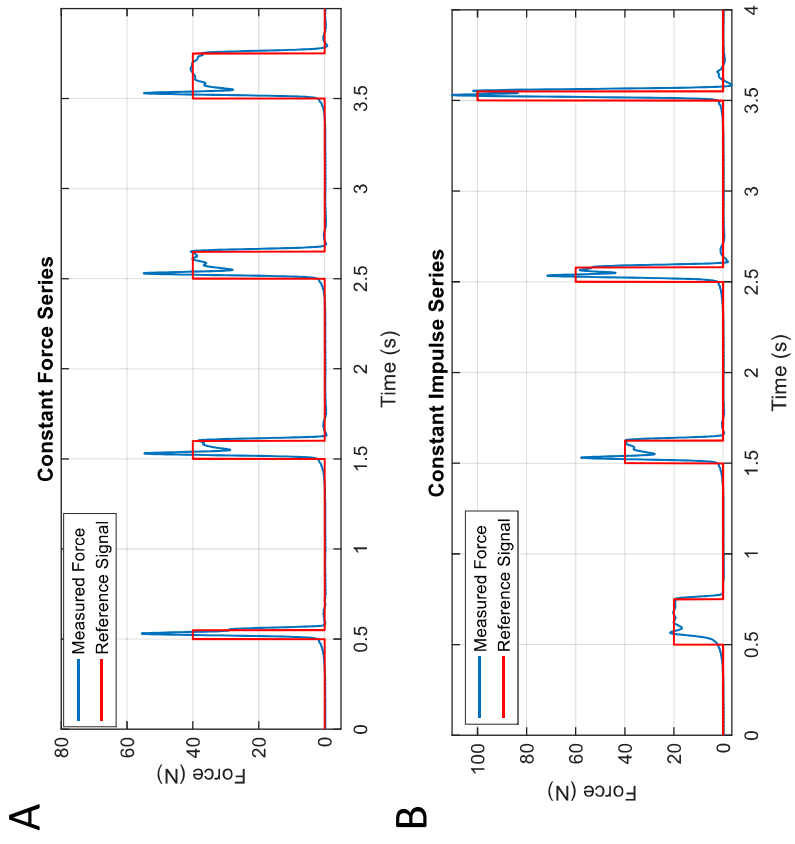 A
Constant Force Series
Measured Force
Reference Signal
80
60
40
20
0
Force (N)
0
0.5
1
1.5
2
2.5
3
3.5
Time (s)
B
Constant Impulse Series
Measured Force
Reference Signal
100
80
60
40
20
0
Force (N)
0
0.5
1
1.5
2
2.5
3
3.5
4
Time (s)